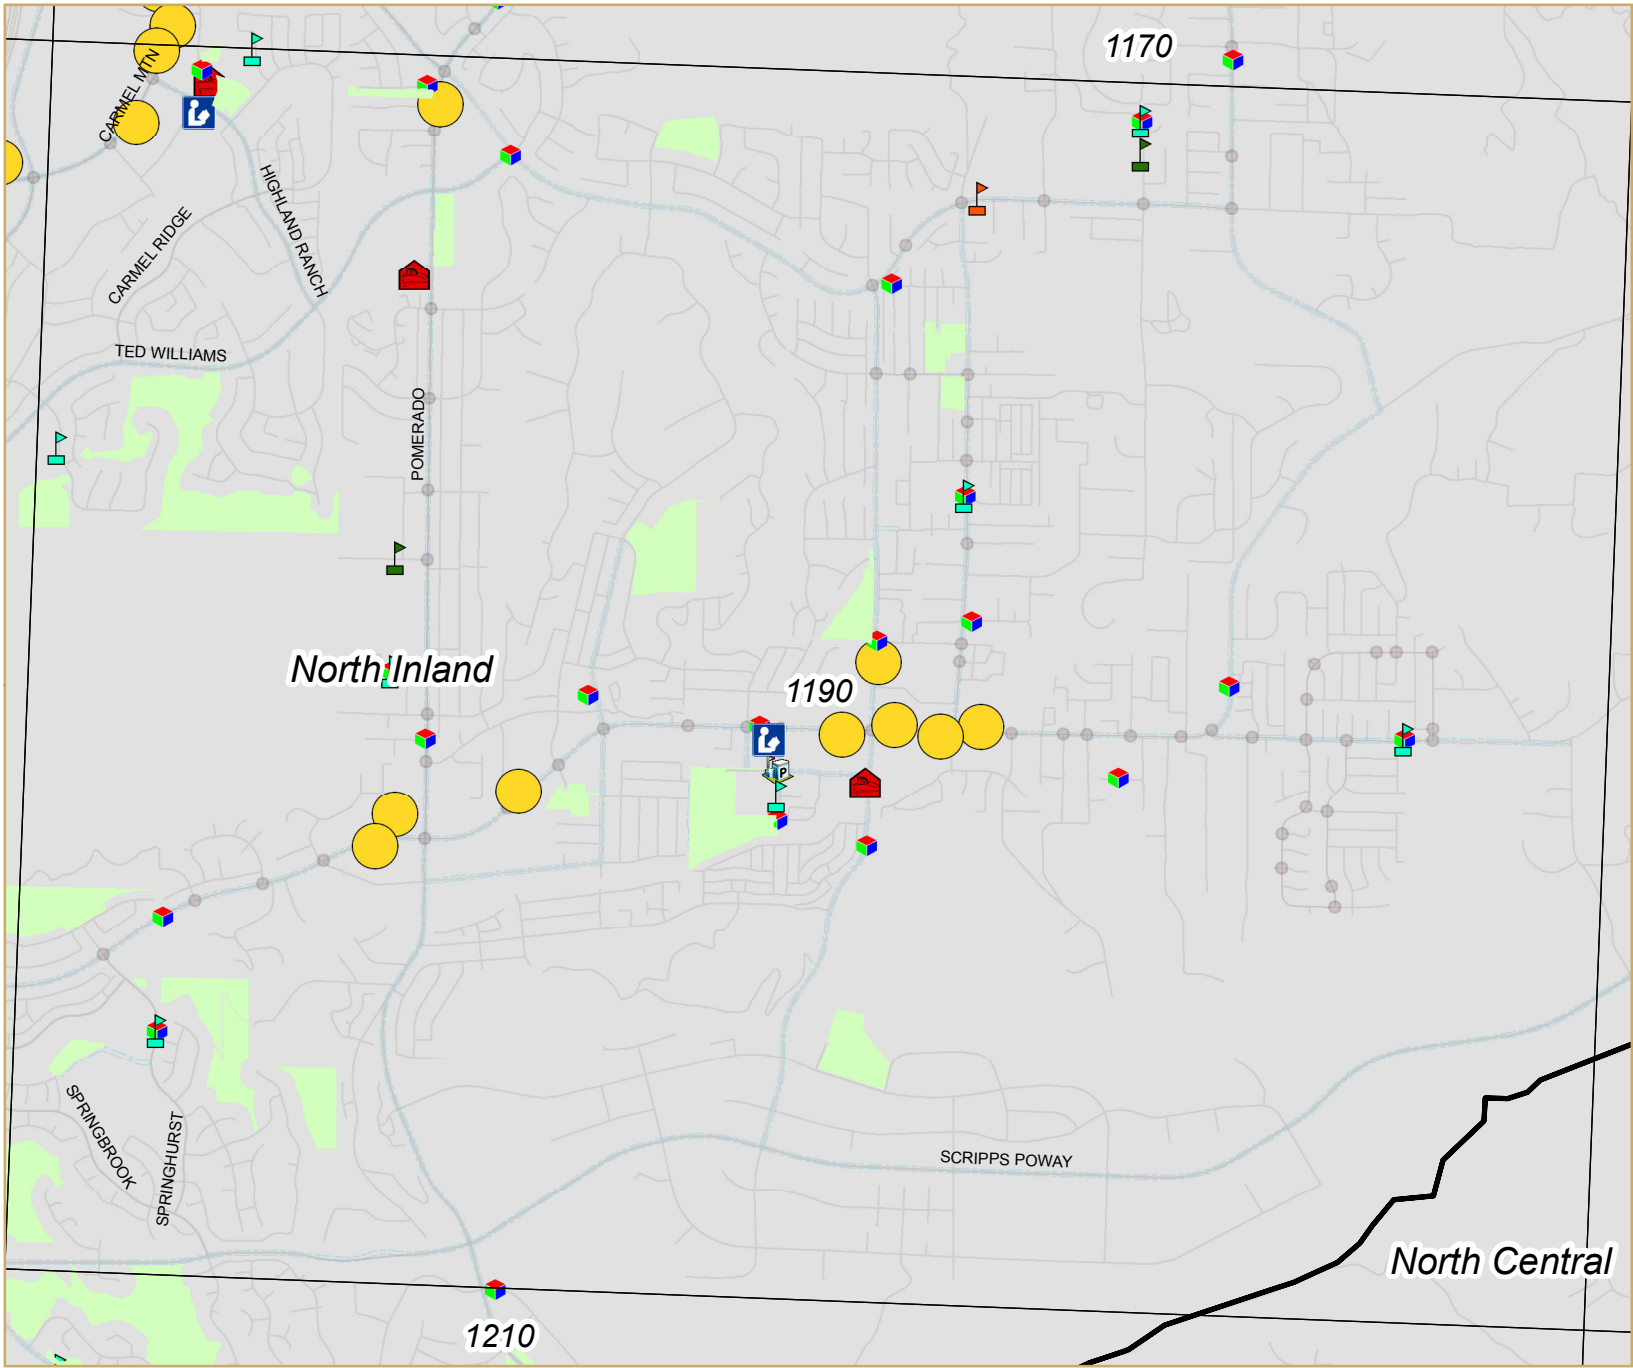 1170
CARMEL MTN
HIGHLAND RANCH
CARMEL RIDGE
TED WILLIAMS
POMERADO
North Inland
1190
P
SPRINGBROOK
SPRINGHURST
SCRIPPS POWAY
North Central
1210